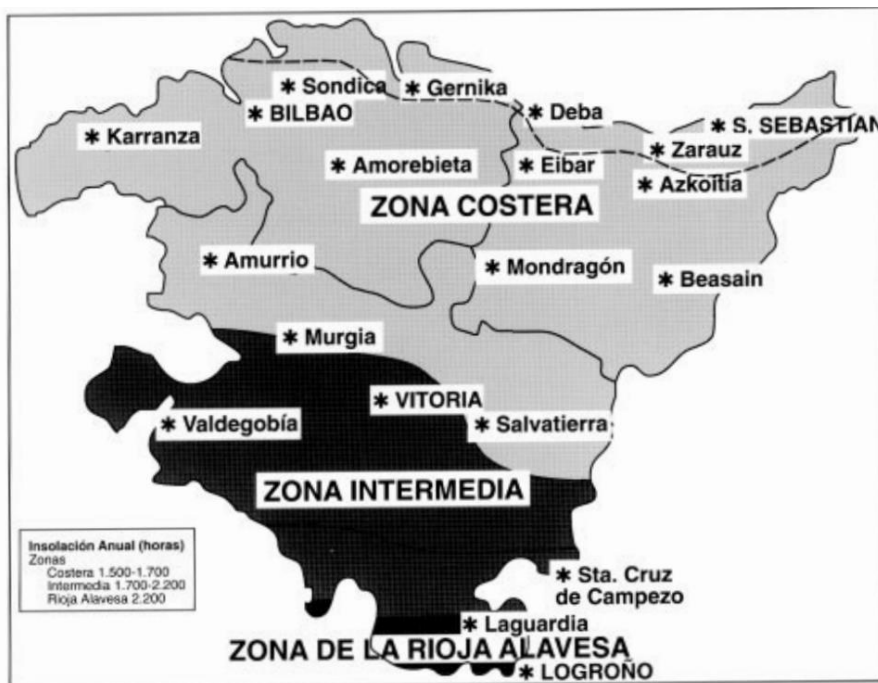 * Sondica
* Gernika
* BILBAO
* Deba
* S. SEBASTIAN
* Karranza
* Zarauz
* Amorebieta
* Eibar
* Azkoitia
ZONA COSTERA
* Amurrio
* Mondragón
* Beasain
* Murgia
* VITORIA
* Valdegobía
* Salvatierra
ZONA INTERMEDIA
Insolación Anual (horas)
Zonas
Costera 1.500-1.700
Intermedia 1.700-2.200
Rioja Alavesa 2.200
* Sta. Cruz
de Campezo
* Laguardia
ZONA DE LA RIOJA ALAVESA
* LOGROÑO